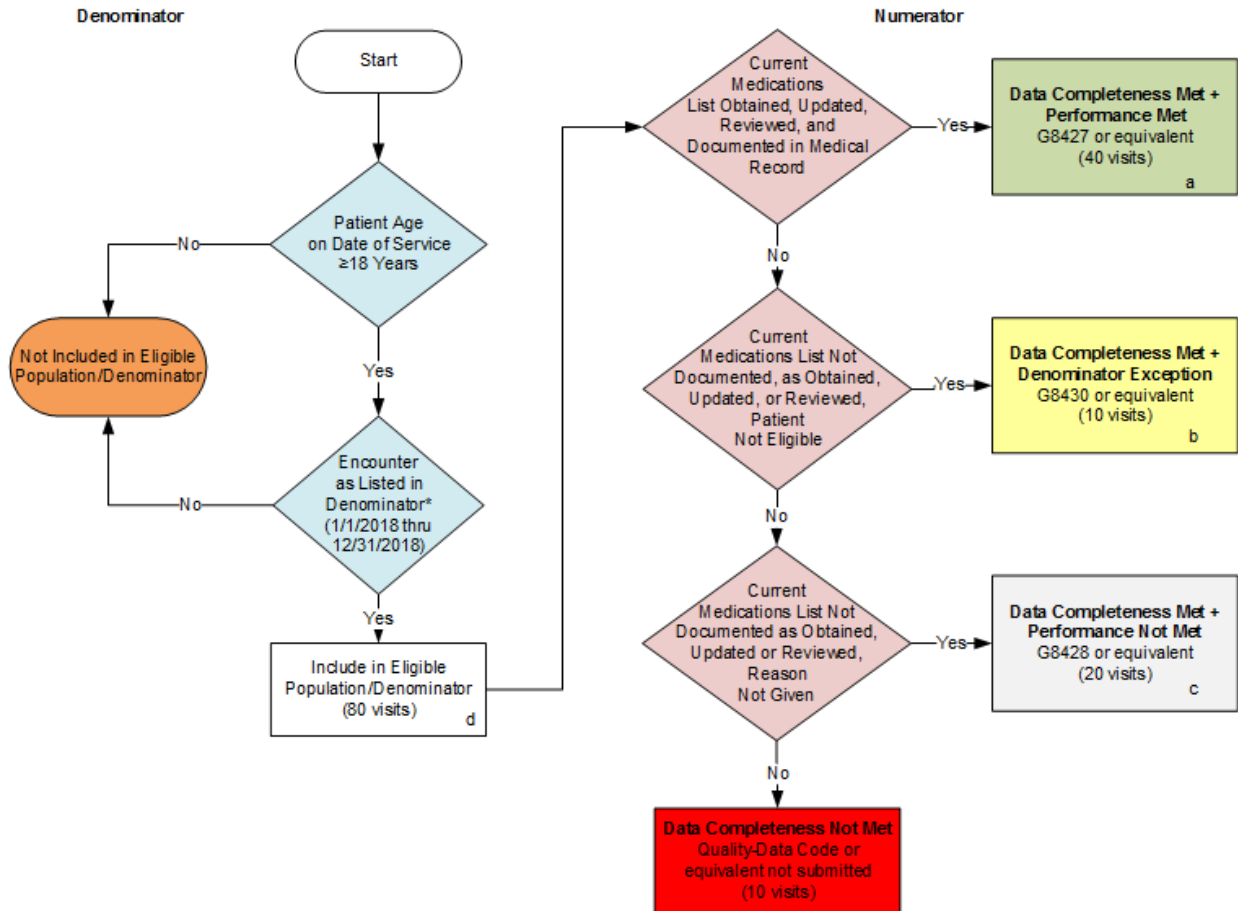 Denominator
Numerator
Start
Patient Age
on Date of Service
≥18 Years
No
Not Included in Eligible
Population/Denominator
Yes
Encounter
as Listed in
Denominator*
(1/1/2018 thru
12/31/2018)
No
Yes
Include in Eligible
Population/Denominator
(80 visits)
d
Current
Medications
List Obtained, Updated,
Reviewed, and
Documented in Medical
Record
Yes
Data Completeness Met +
Performance Met
G8427 or equivalent
(40 visits)
a
No
Current
Medications List Not
Documented, as Obtained,
Updated, or Reviewed,
Patient
Not Eligible
Yes
Data Completeness Met +
Denominator Exception
G8430 or equivalent
(10 visits)
b
No
Current
Medications List Not
Documented as Obtained,
Updated or Reviewed,
Reason
Not Given
Yes
Data Completeness Met +
Performance Not Met
G8428 or equivalent
(20 visits)
c
No
Data Completeness Not Met
Quality-Data Code or
equivalent not submitted
(10 visits)